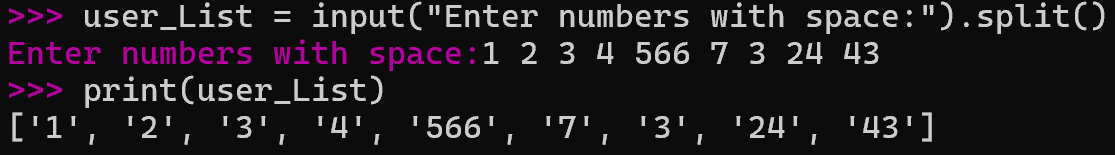 >>> user_List = input("Enter numbers with space:").split()
Enter numbers with space:1 2 3 4 566 7 3 24 43
>>> print(user_List)
['1', '2', '3', '4', '566', '7', '3', '24', '43']